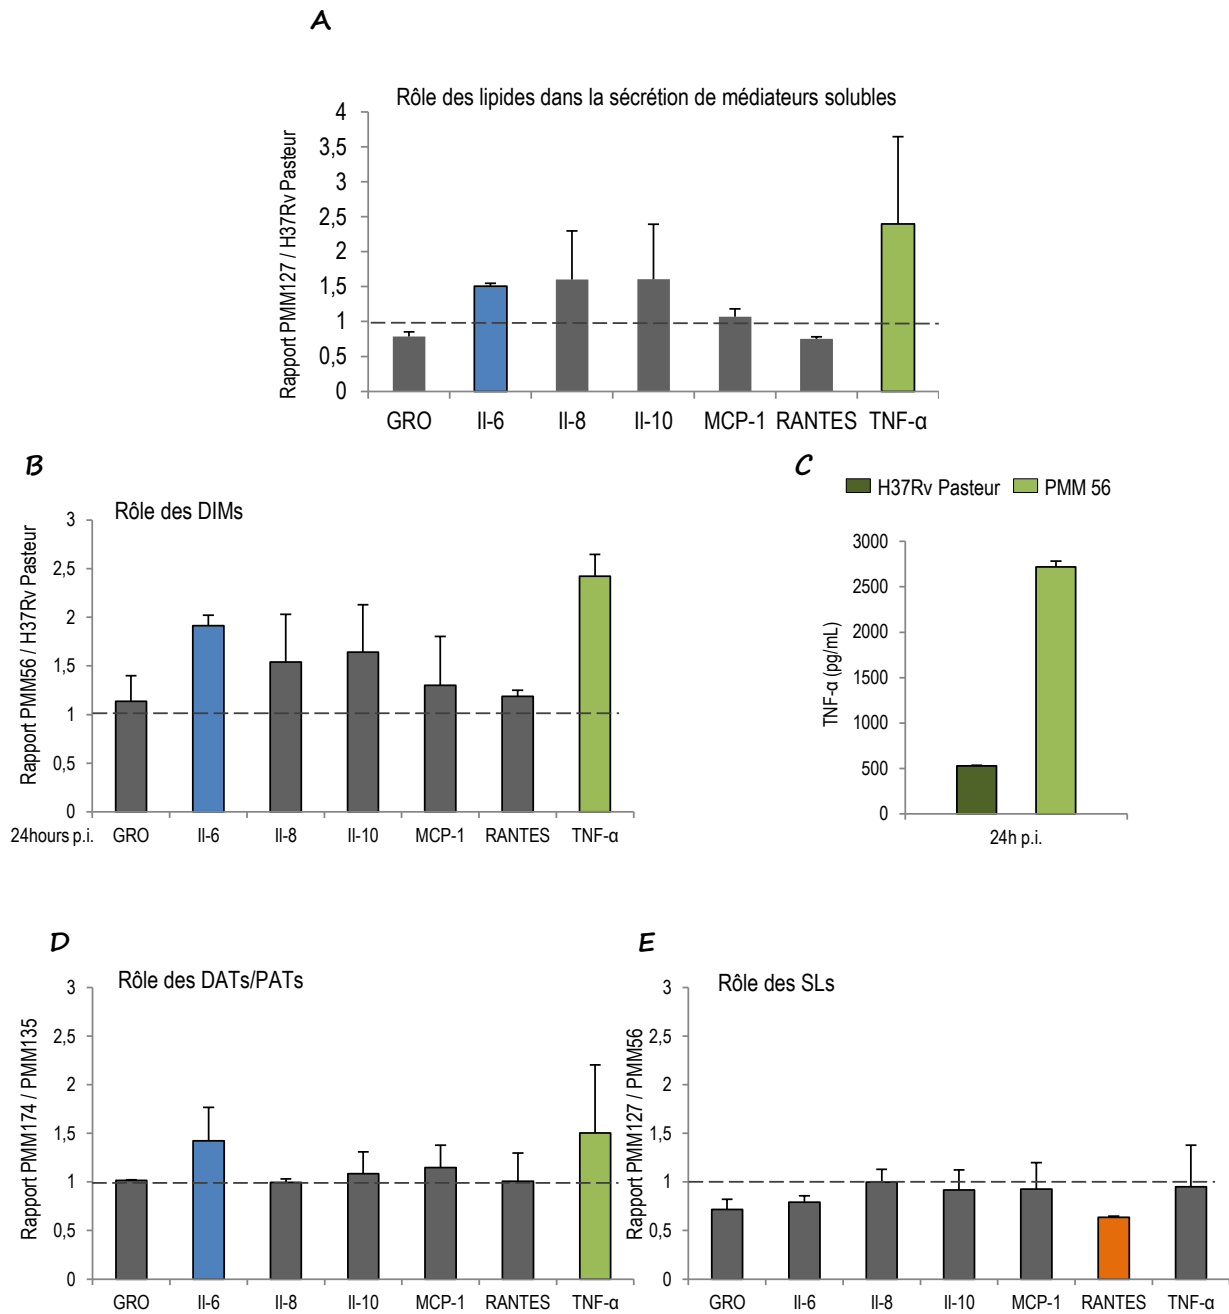 A
Rôle des lipides dans la sécrétion de médiateurs solubles
Rapport PMM127 / H37Rv Pasteur
4
3,5
3
2,5
2
1,5
1
0,5
0
GRO Il-6 Il-8 Il-10 MCP-1 RANTES TNF-α
B
Rôle des DIMs
Rapport PMM56 / H37Rv Pasteur
3
2,5
2
1,5
1
0,5
0
24hours p.i. GRO Il-6 Il-8 Il-10 MCP-1 RANTES TNF-α
C
H37Rv Pasteur PMM 56
TNF-α (pg/mL)
3000
2500
2000
1500
1000
500
0
24h p.i.
D
Rôle des DATs/PATs
Rapport PMM174 / PMM135
3
2,5
2
1,5
1
0,5
0
GRO Il-6 Il-8 Il-10 MCP-1 RANTES TNF-α
E
Rôle des SLs
Rapport PMM127 / PMM56
3
2,5
2
1,5
1
0,5
0
GRO Il-6 Il-8 Il-10 MCP-1 RANTES TNF-α